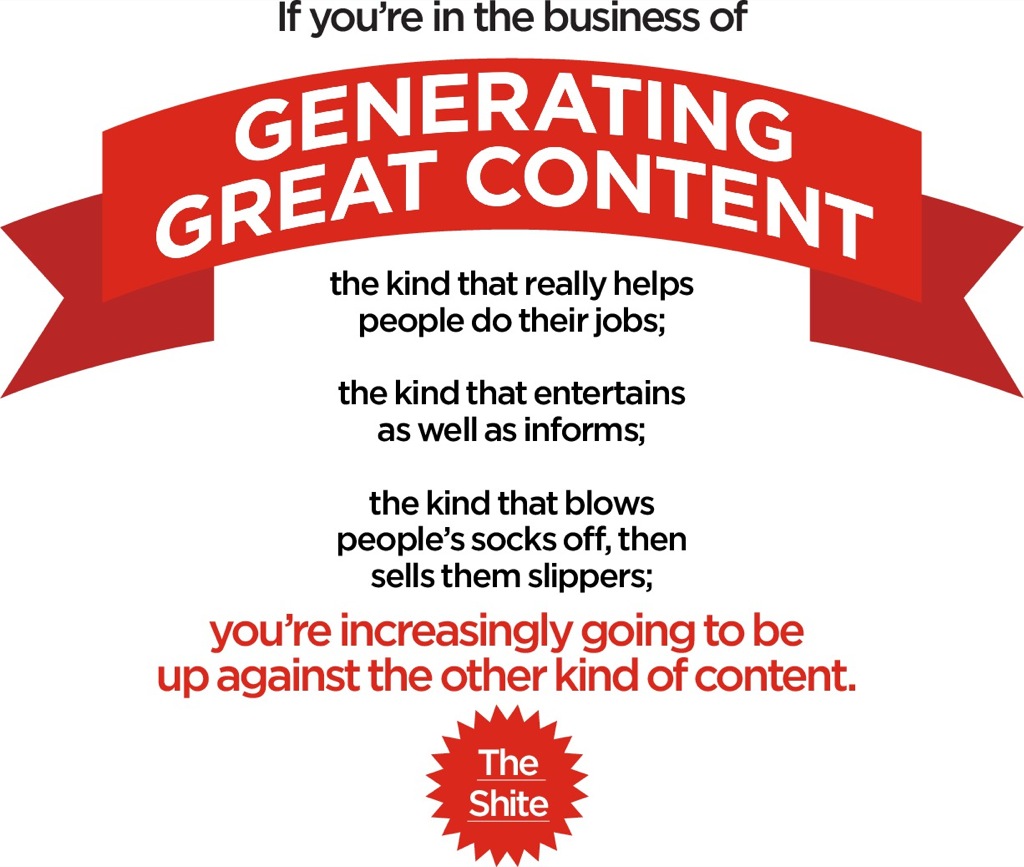 If you're in the business of
GENERATING
GREAT CONTENT
the kind that really helps
people do their jobs;
the kind that entertains
as well as informs;
the kind that blows
people's socks off, then
sells them slippers;
you're increasingly going to be
up against the other kind of content.
The
Shite